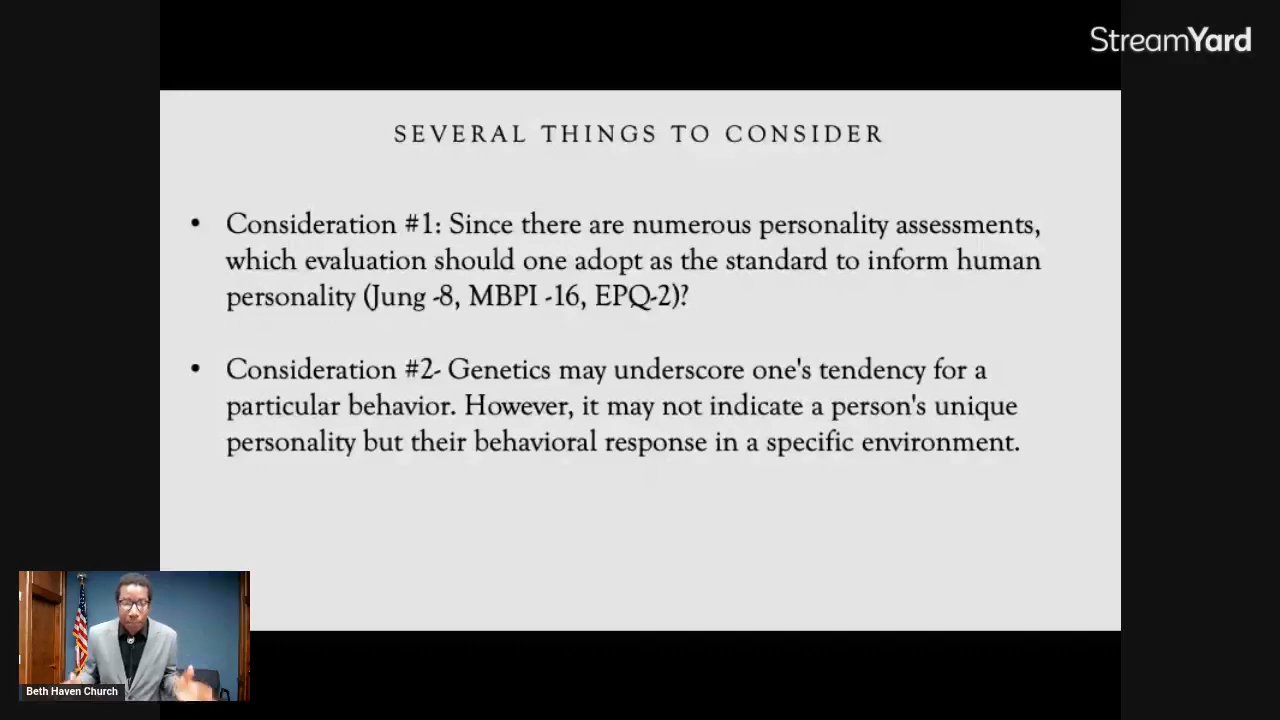 StreamYard
SEVERAL THINGS TO CONSIDER
• Consideration #1: Since there are numerous personality assessments,
which evaluation should one adopt as the standard to inform human
personality (Jung -8, MBPI -16, EPQ-2)?
• Consideration #2- Genetics may underscore one's tendency for a
particular behavior. However, it may not indicate a person's unique
personality but their behavioral response in a specific environment.
Beth Haven Church